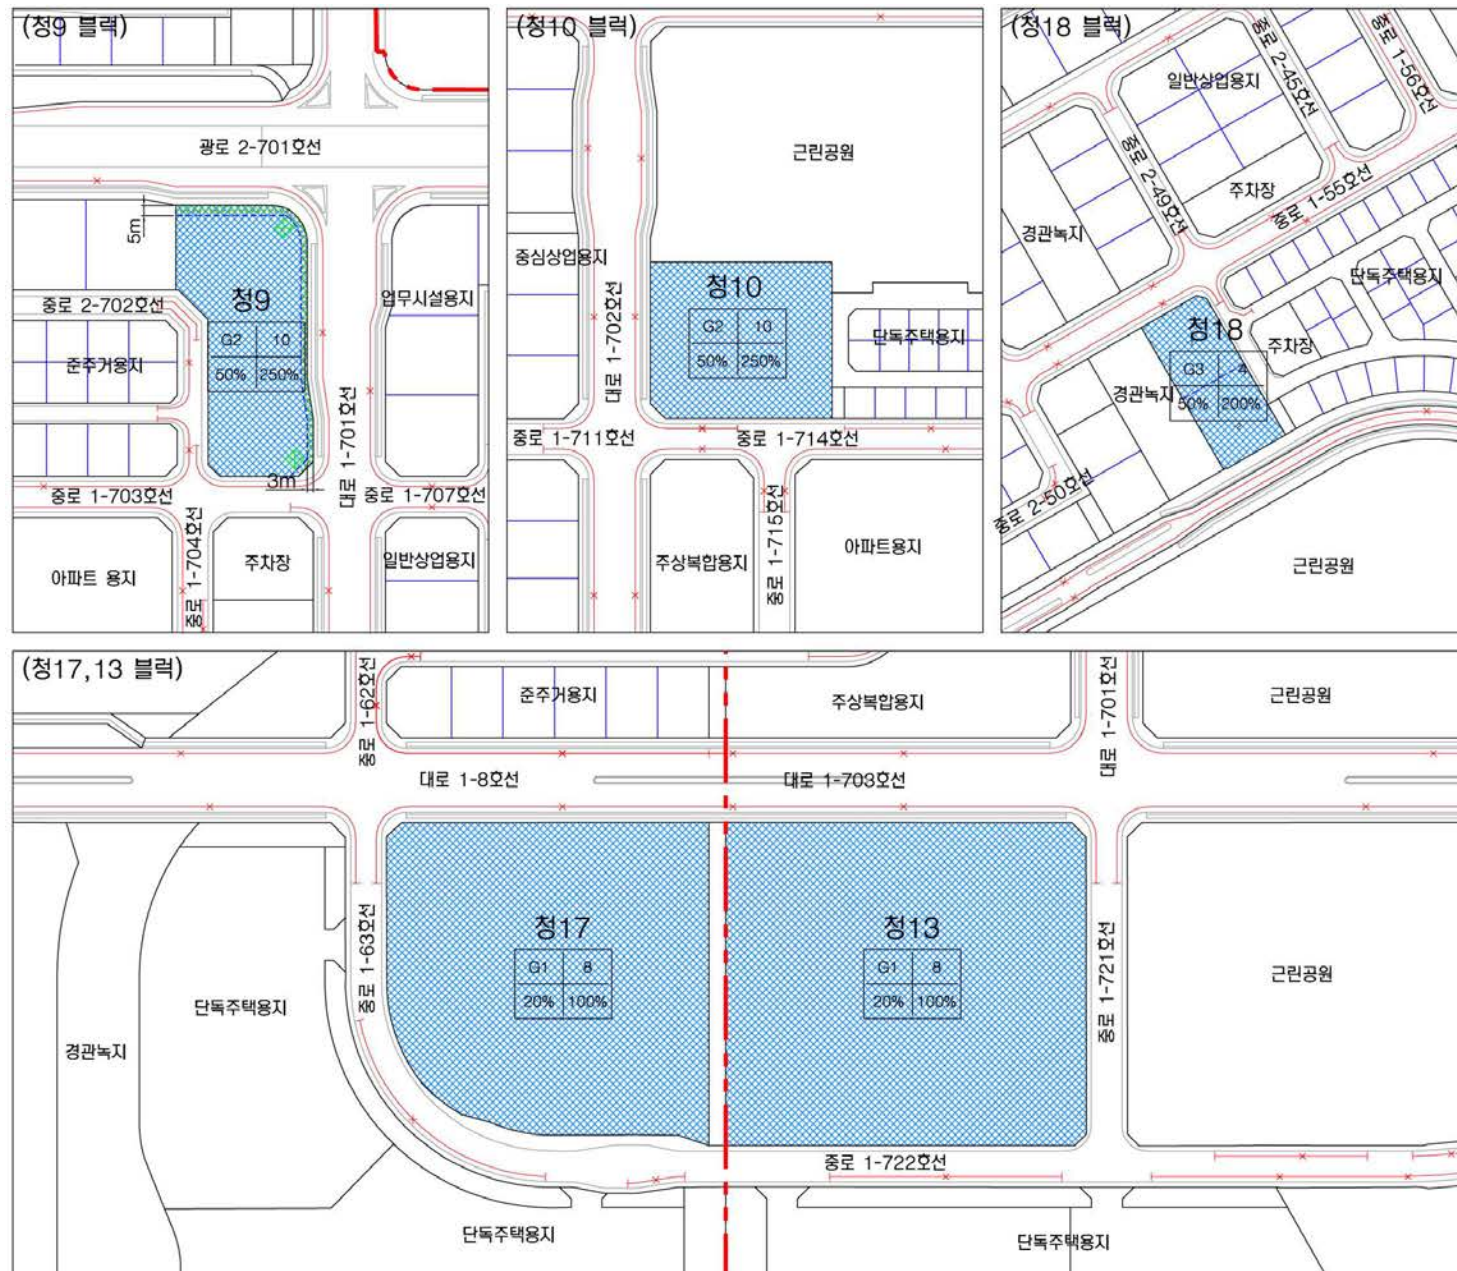 (청9 블럭)
광로 2-701호선
5m
중로 2-702호선
청9
G2 10
50% 250%
업무시설용지
준주거용지
대로 1-701호선
중로 1-703호선
3m
중로 1-707호선
중로 1-704호선
아파트 용지
주차장
일반상업용지
(청10 블럭)
근린공원
중심상업용지
대로 1-702호선
청10
G2 10
50% 250%
단독주택용지
중로 1-711호선
중로 1-714호선
중로 1-715호선
주상복합용지
아파트용지
(청18 블럭)
일반상업용지
중로 2-45호선
중로 1-56호선
중로 2-49호선
주차장
중로 1-55호선
경관녹지
단독주택용지
청18
G3 4
50% 200%
주차장
경관녹지
중로 2-50호선
근린공원
(청17,13 블럭)
중로 1-62호선
준주거용지
주상복합용지
대로 1-701호선
근린공원
대로 1-8호선
대로 1-703호선
청17
G1 8
20% 100%
청13
G1 8
20% 100%
중로 1-63호선
중로 1-721호선
근린공원
단독주택용지
경관녹지
중로 1-722호선
단독주택용지
단독주택용지